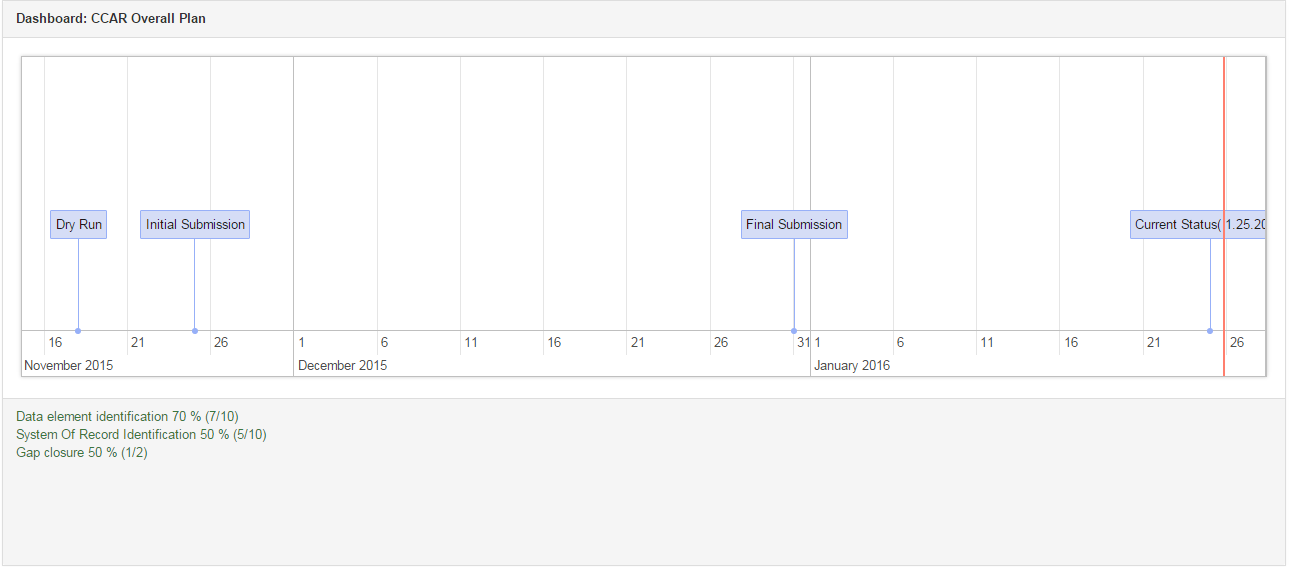 Dashboard: CCAR Overall Plan
Dry Run
Initial Submission
Final Submission
Current Status( 1.25.20
16 21 26 1 6 11 16 21 26 31 1 6 11 16 21 26
November 2015 December 2015 January 2016
Data element identification 70 % (7/10)
System Of Record Identification 50 % (5/10)
Gap closure 50 % (1/2)